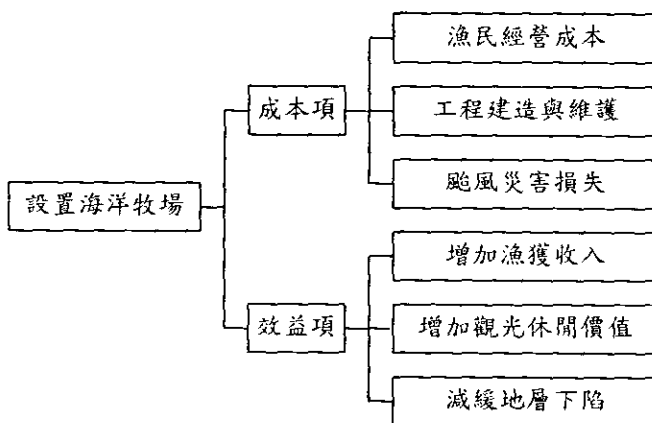 設置海洋牧場
成本項
漁民經營成本
工程建造與維護
颱風災害損失
效益項
增加漁獲收入
增加觀光休閒價值
減緩地層下陷